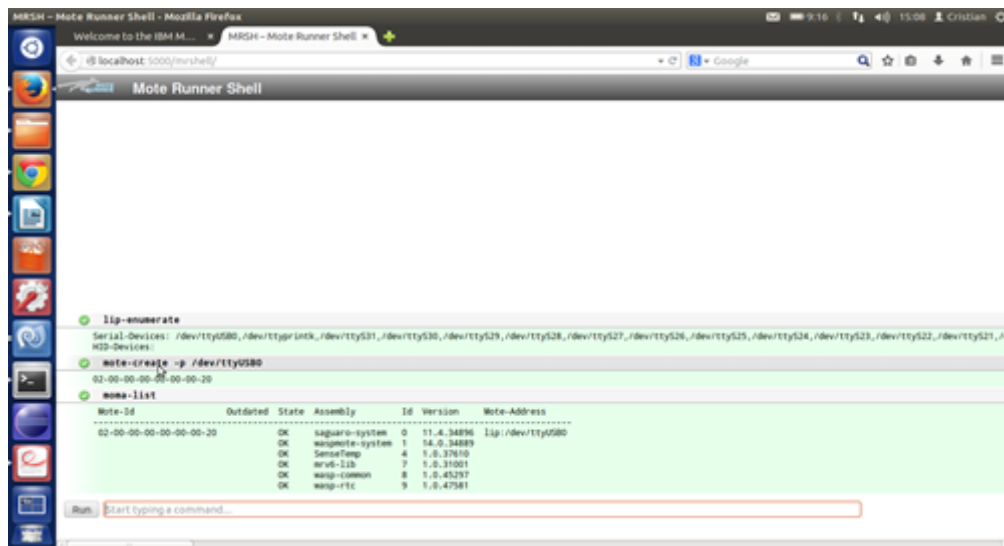 MRSH – Mote Runner Shell - Mozilla Firefox
9:16 15:08 Cristian
Welcome to the IBM M... × MRSH – Mote Runner Shell ×
localhost:5000/mrshell/ Google
Mote Runner Shell
lip-enumerate
Serial-Devices: /dev/ttyUSB0,/dev/ttyprintk,/dev/ttyS31,/dev/ttyS30,/dev/ttyS29,/dev/ttyS28,/dev/ttyS27,/dev/ttyS26,/dev/ttyS25,/dev/ttyS24,/dev/ttyS23,/dev/ttyS22,/dev/ttyS21,/
HID-Devices:
mote-create -p /dev/ttyUSB0
02-00-00-00-00-00-00-20
moma-list
Mote-Id Outdated State Assembly Id Version Mote-Address
02-00-00-00-00-00-00-20 OK saguaro-system 0 11.4.34896 lip:/dev/ttyUSB0
OK waspmote-system 1 14.0.34889
OK SenseTemp 4 1.0.37610
OK mrv6-lib 7 1.0.31001
OK wasp-common 8 1.0.45297
OK wasp-rtc 9 1.0.47581
Run Start typing a command...